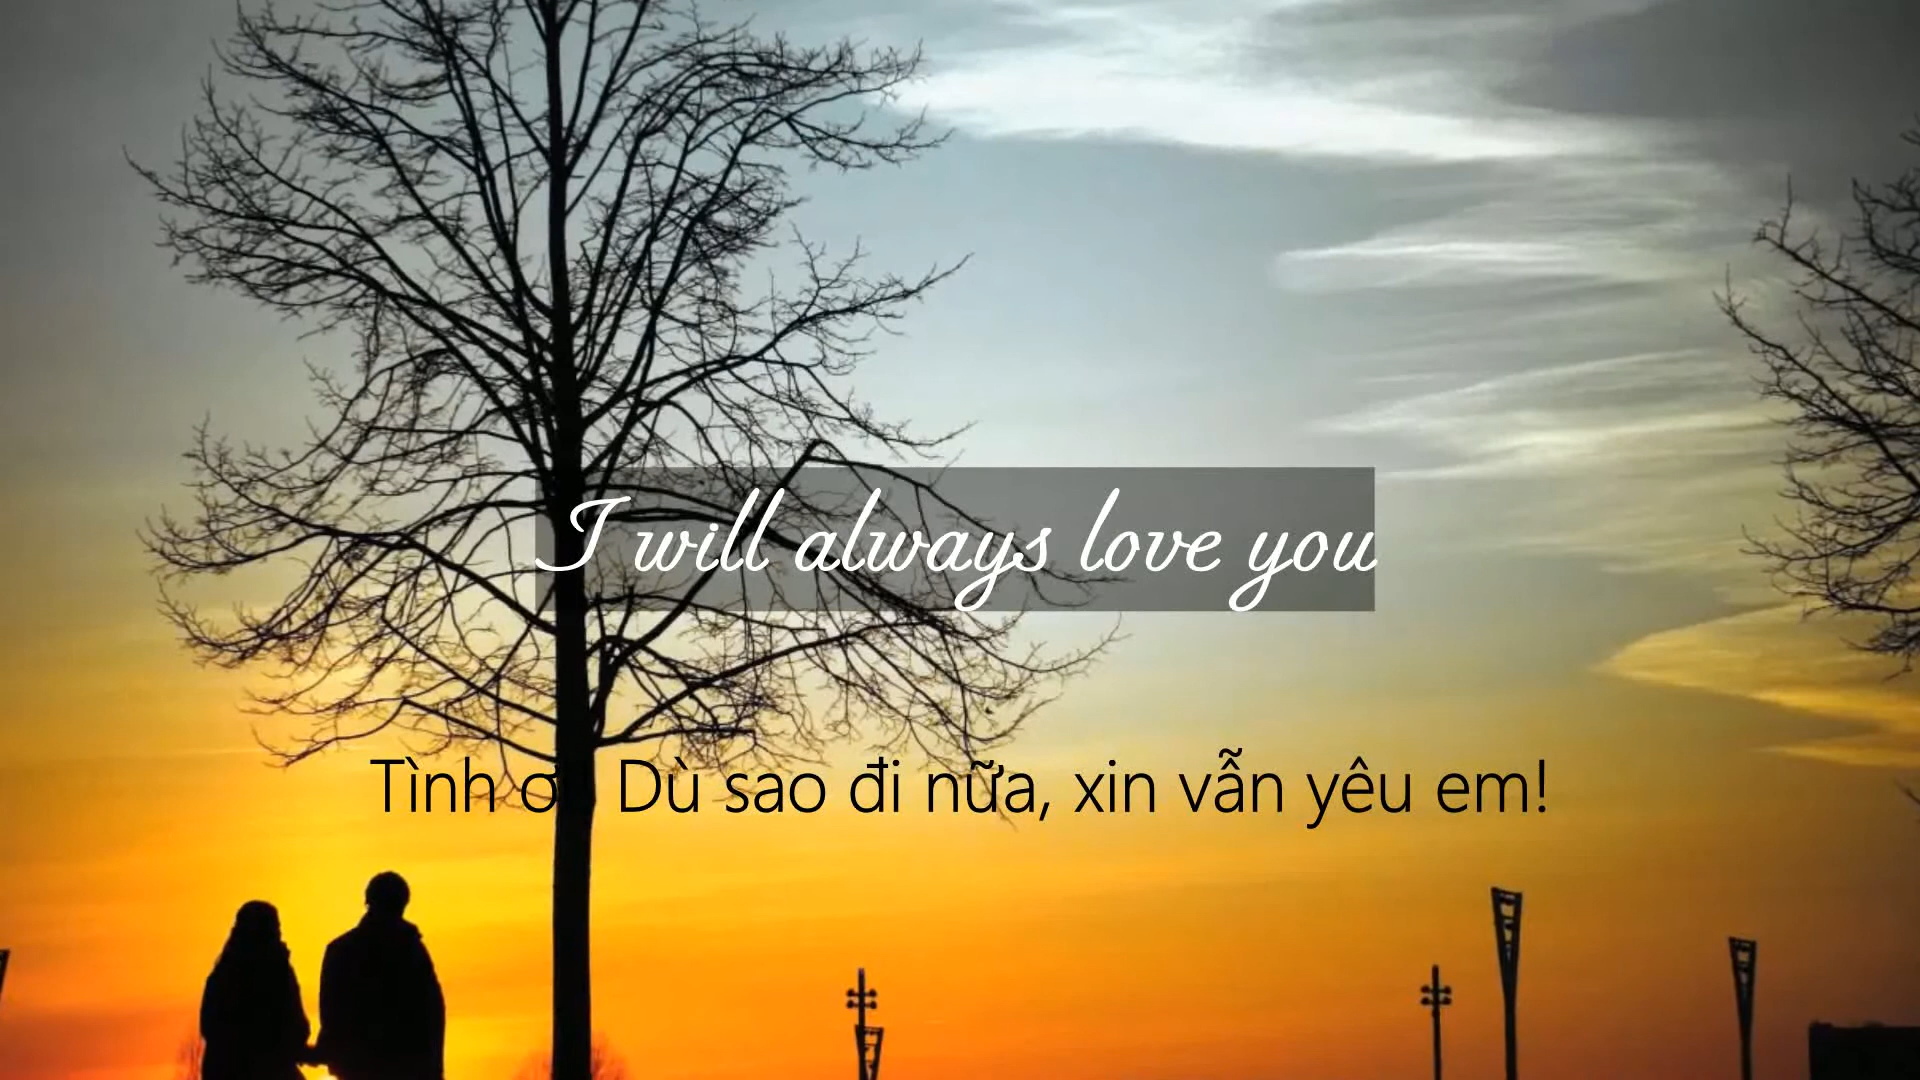 I will always love you
Tình ơi! Dù sao đi nữa, xin vẫn yêu em!